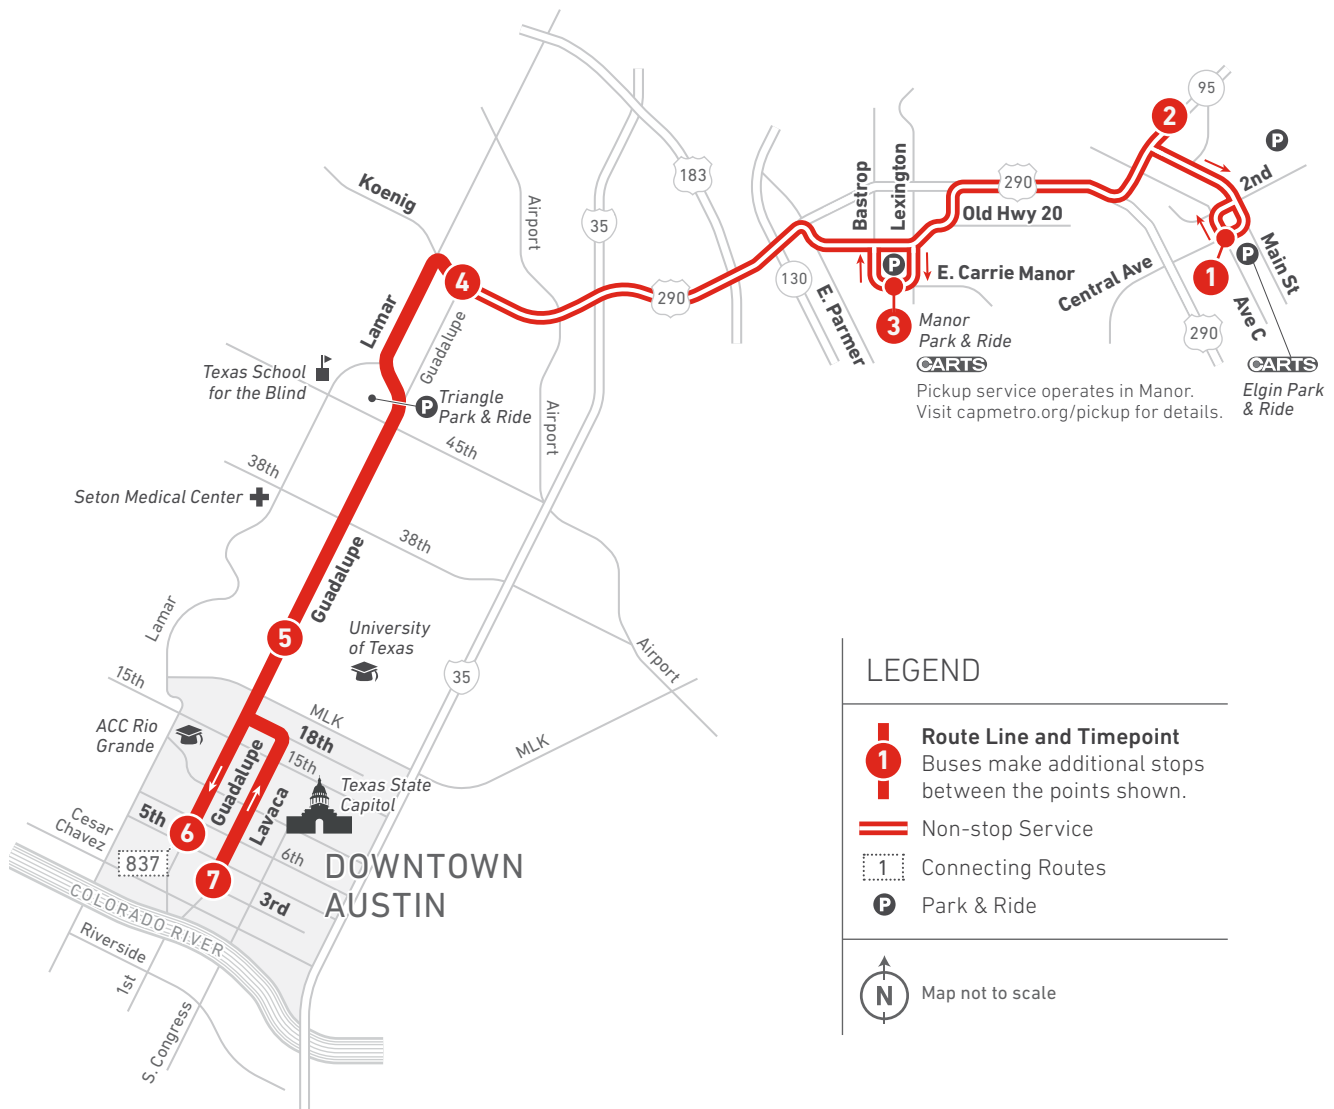 95
2
P
183
Koenig
Airport
35
Bastrop
Lexington
290
2nd
Old Hwy 20
Main St
4
130
P
E. Carrie Manor
Central Ave
1
P
290
Lamar
Guadalupe
E. Parmer
3
Manor
Park & Ride
CARTS
Ave C
290
CARTS
Elgin Park
& Ride
Pickup service operates in Manor.
Visit capmetro.org/pickup for details.
Texas School
for the Blind
P
Triangle
Park & Ride
Airport
45th
38th
Seton Medical Center
38th
Guadalupe
Lamar
5
University
of Texas
35
Airport
15th
MLK
MLK
ACC Rio
Grande
18th
15th
Guadalupe
Lavaca
Texas State
Capitol
5th
6
Cesar
Chavez
6th
837
7
3rd
DOWNTOWN
AUSTIN
COLORADO RIVER
Riverside
1st
S. Congress
LEGEND
1
Route Line and Timepoint
Buses make additional stops
between the points shown.
Non-stop Service
1
Connecting Routes
P
Park & Ride
N
Map not to scale